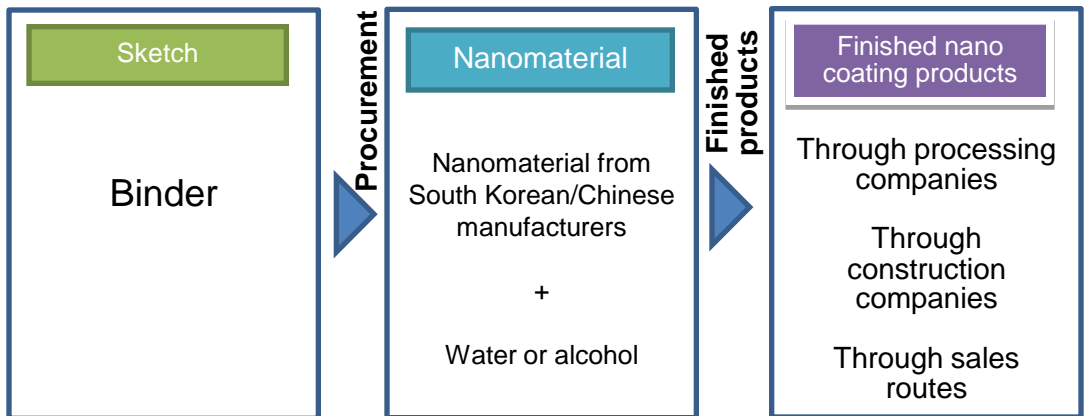 Sketch
Binder
Procurement
Nanomaterial
Nanomaterial from
South Korean/Chinese
manufacturers
+
Water or alcohol
Finished
products
Finished nano
coating products
Through processing
companies
Through
construction
companies
Through sales
routes